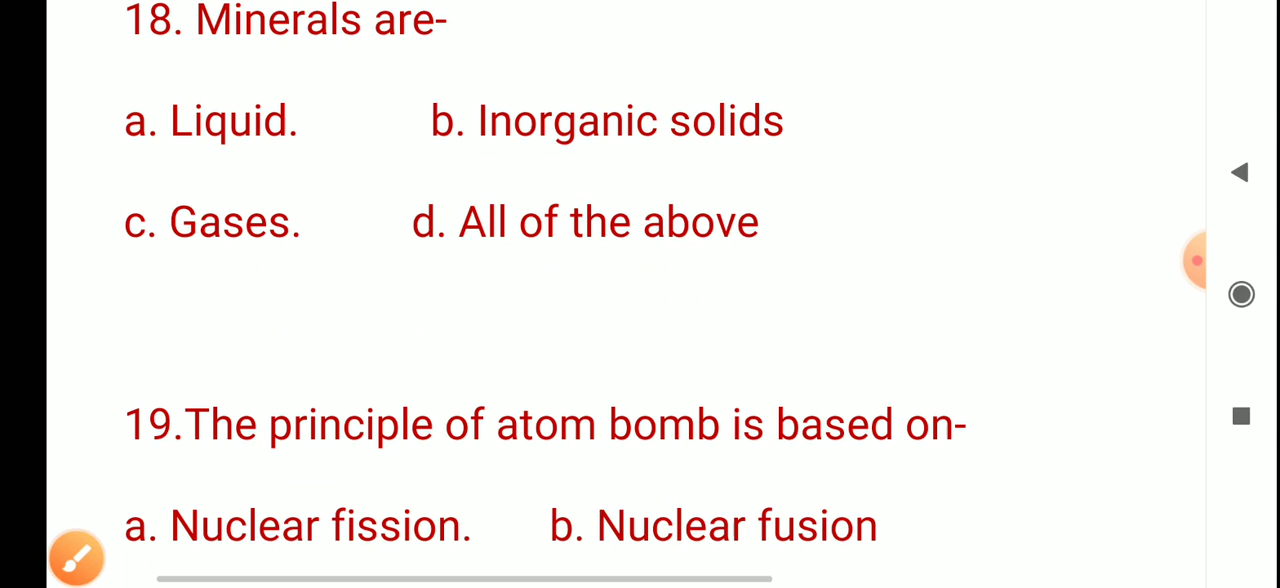 18. Minerals are-
a. Liquid. b. Inorganic solids
c. Gases. d. All of the above
19.The principle of atom bomb is based on-
a. Nuclear fission. b. Nuclear fusion